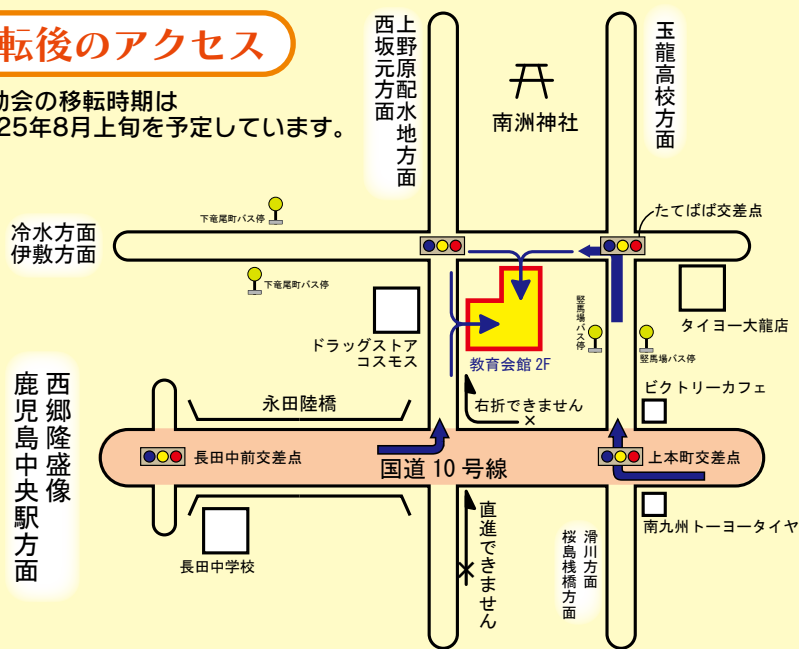 転後のアクセス
会の移転時期は
25年8月上旬を予定しています。
上野原配水地方面
西坂元方面
南洲神社
玉龍高校方面
下竜尾町バス停
たてばば交差点
冷水方面
伊敷方面
下竜尾町バス停
ドラッグストア
コスモス
教育会館 2F
竪馬場バス停
竪馬場バス停
タイヨー大龍店
西郷隆盛像
鹿児島中央駅方面
永田陸橋
右折できません
ビクトリーカフェ
長田中前交差点
国道 10 号線
上本町交差点
長田中学校
直進できません
滑川方面
桜島桟橋方面
南九州トーヨータイヤ